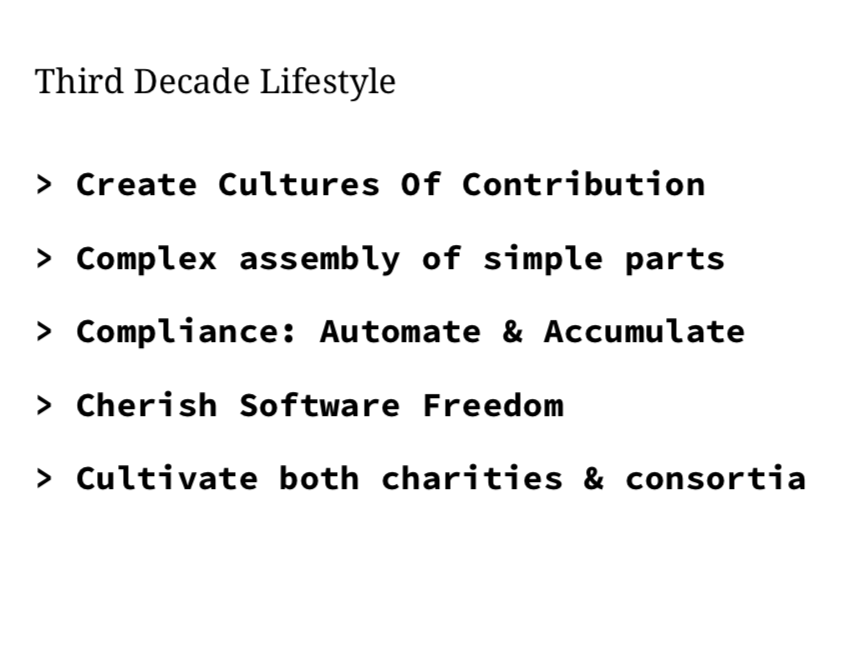 Third Decade Lifestyle
> Create Cultures Of Contribution
> Complex assembly of simple parts
> Compliance: Automate & Accumulate
> Cherish Software Freedom
> Cultivate both charities & consortia